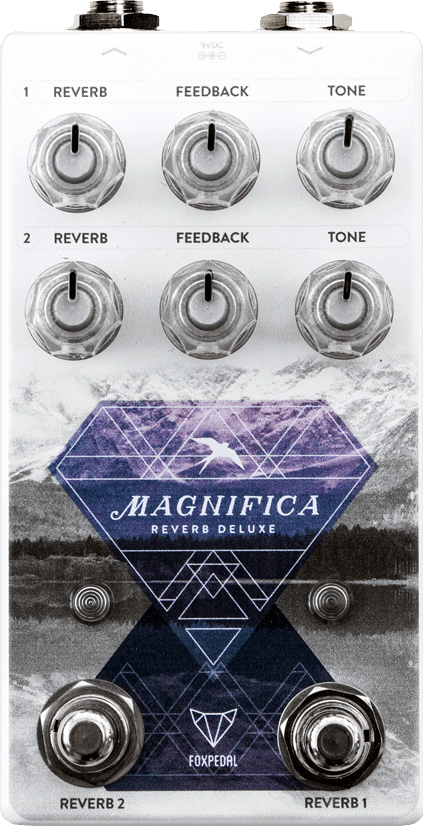 9VDC
1 REVERB FEEDBACK TONE
2 REVERB FEEDBACK TONE
MAGNIFICA
REVERB DELUXE
FOXPEDAL
REVERB 2 REVERB 1